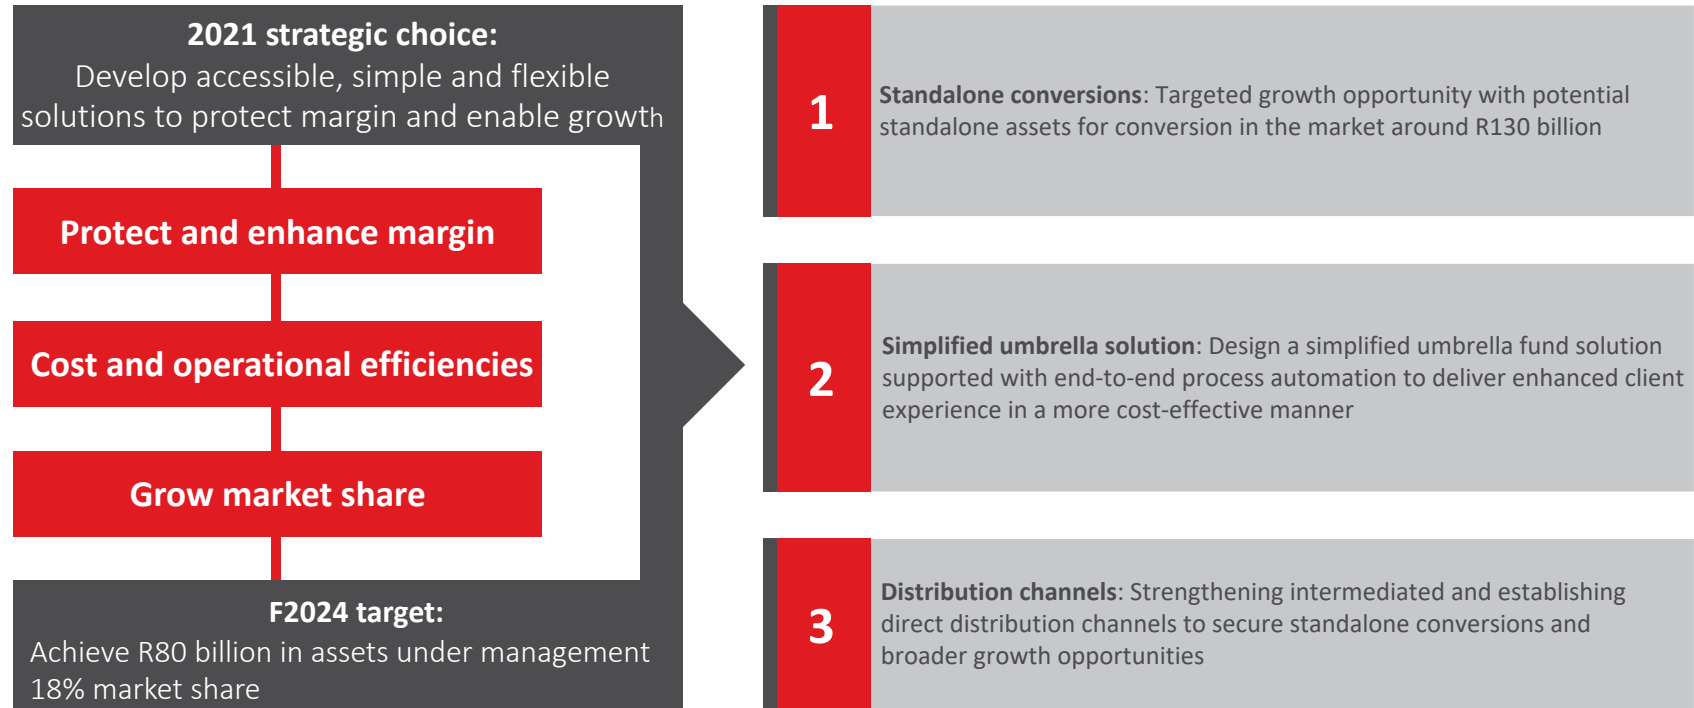 2021 strategic choice:
Develop accessible, simple and flexible
solutions to protect margin and enable growth
Protect and enhance margin
Cost and operational efficiencies
Grow market share
F2024 target:
Achieve R80 billion in assets under management
18% market share
1
Standalone conversions: Targeted growth opportunity with potential
standalone assets for conversion in the market around R130 billion
2
Simplified umbrella solution: Design a simplified umbrella fund solution
supported with end-to-end process automation to deliver enhanced client
experience in a more cost-effective manner
3
Distribution channels: Strengthening intermediated and establishing
direct distribution channels to secure standalone conversions and
broader growth opportunities